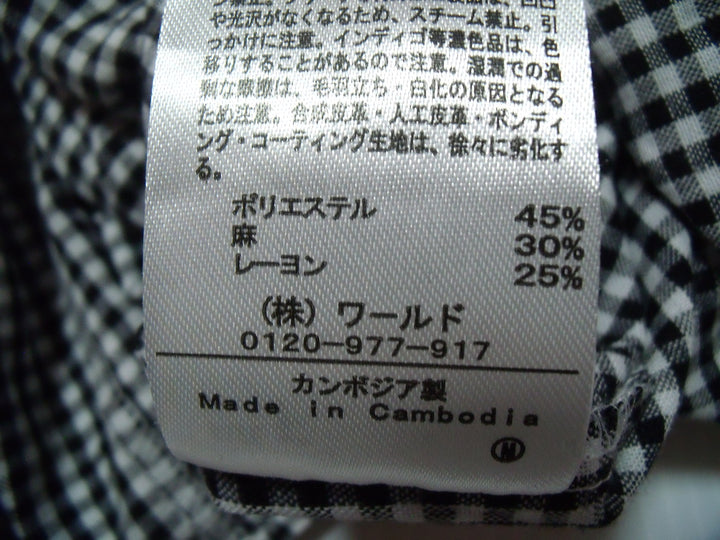 や光沢がなくなるため、スチーム禁止。引
っかけに注意。インディゴ等濃色品は、色
移りすることがあるので注意。湿潤での過
剰な摩擦は、毛羽立ち・白化の原因となる
ため注意。合成皮革・人工皮革・ボンディ
ング・コーティング生地は、徐々に劣化す
る。
ポリエステル 45%
麻 30%
レーヨン 25%
(株) ワールド
0120-977-917
カンボジア製
Made in Cambodia
M